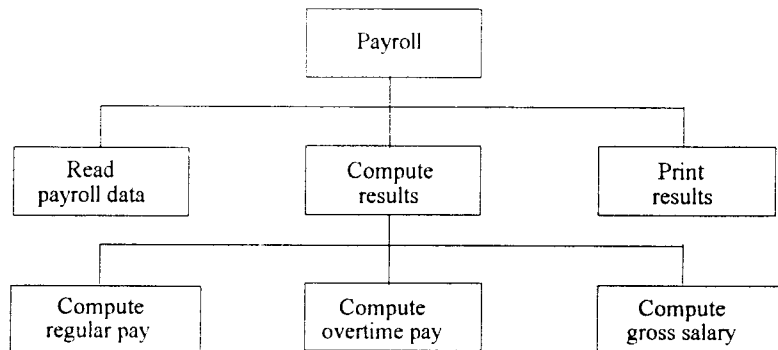 Payroll
Read
payroll data
Compute
results
Print
results
Compute
regular pay
Compute
overtime pay
Compute
gross salary